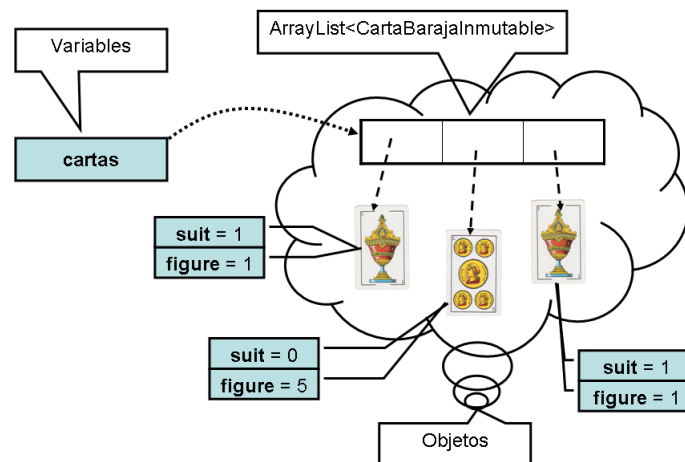 Variables
ArrayList<CartaBarajaInmutable>
cartas
suit = 1
figure = 1
suit = 0
figure = 5
suit = 1
figure = 1
Objetos